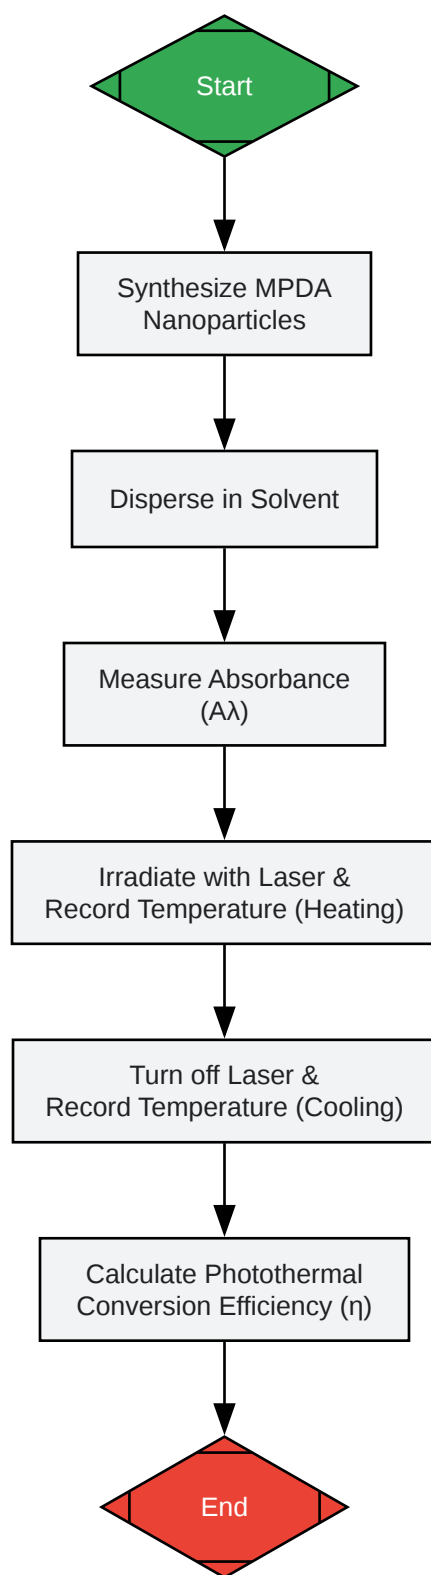 Start
Synthesize MPDA
Nanoparticles
Disperse in Solvent
Measure Absorbance
(Aλ)
Irradiate with Laser &
Record Temperature (Heating)
Turn off Laser &
Record Temperature (Cooling)
Calculate Photothermal
Conversion Efficiency (η)
End